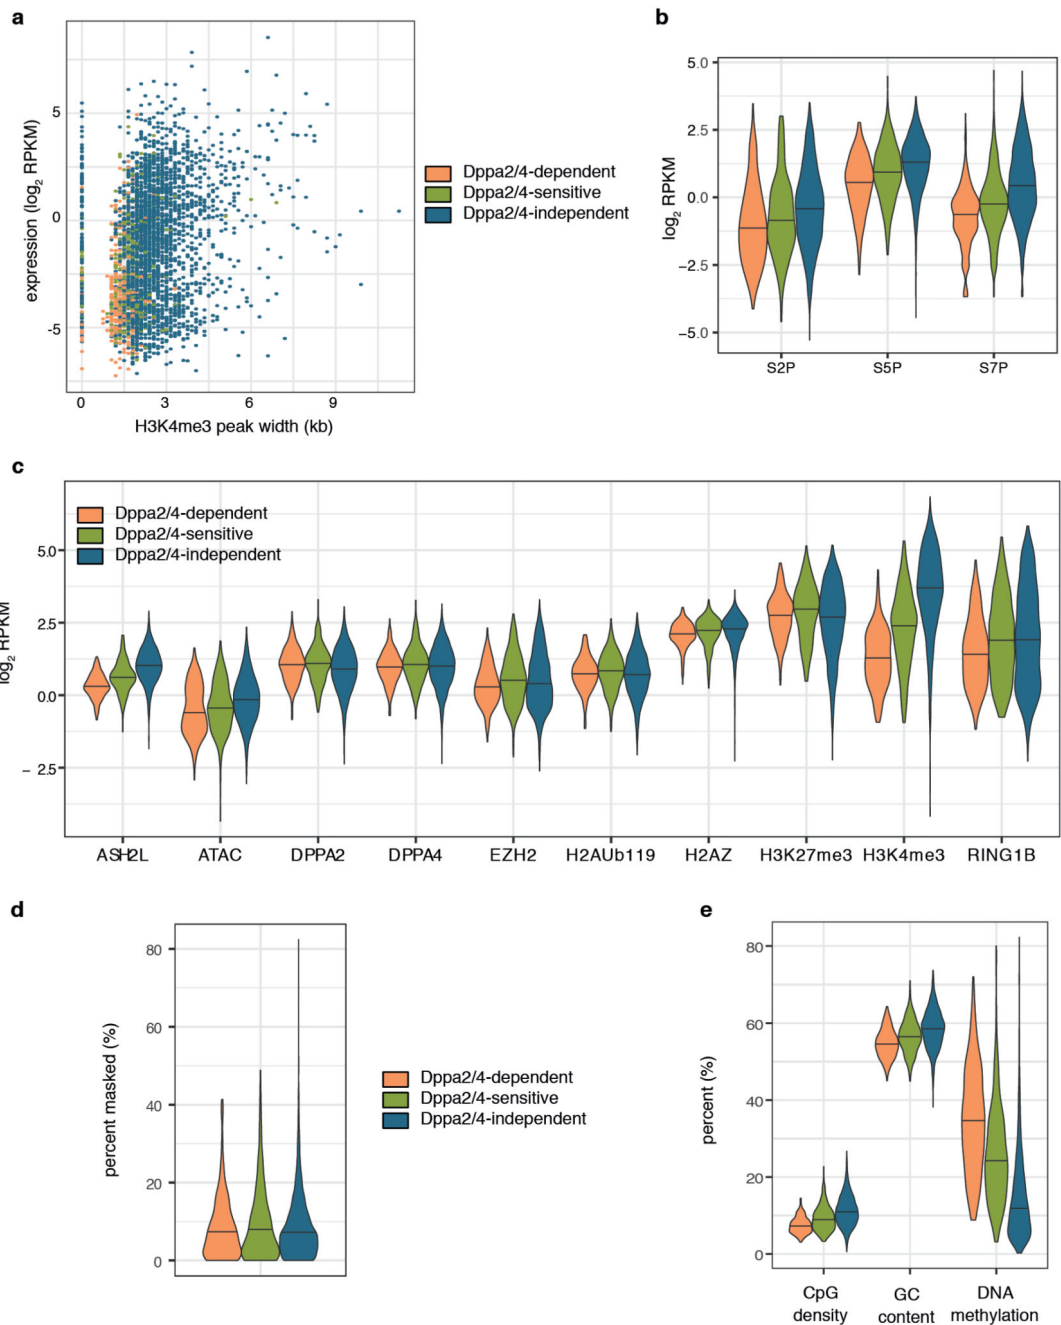 a
5
0
-5
expression (log2 RPKM)
0 3 6 9
H3K4me3 peak width (kb)
Dppa2/4-dependent
Dppa2/4-sensitive
Dppa2/4-independent
b
5.0
2.5
0.0
−2.5
−5.0
log2 RPKM
S2P S5P S7P
c
Dppa2/4-dependent
Dppa2/4-sensitive
Dppa2/4-independent
5.0
2.5
0.0
− 2.5
log2 RPKM
ASH2L ATAC DPPA2 DPPA4 EZH2 H2AUb119 H2AZ H3K27me3 H3K4me3 RING1B
d
80
60
40
20
0
percent masked (%)
Dppa2/4-dependent
Dppa2/4-sensitive
Dppa2/4-independent
e
80
60
40
20
0
percent (%)
CpG GC DNA
density content methylation